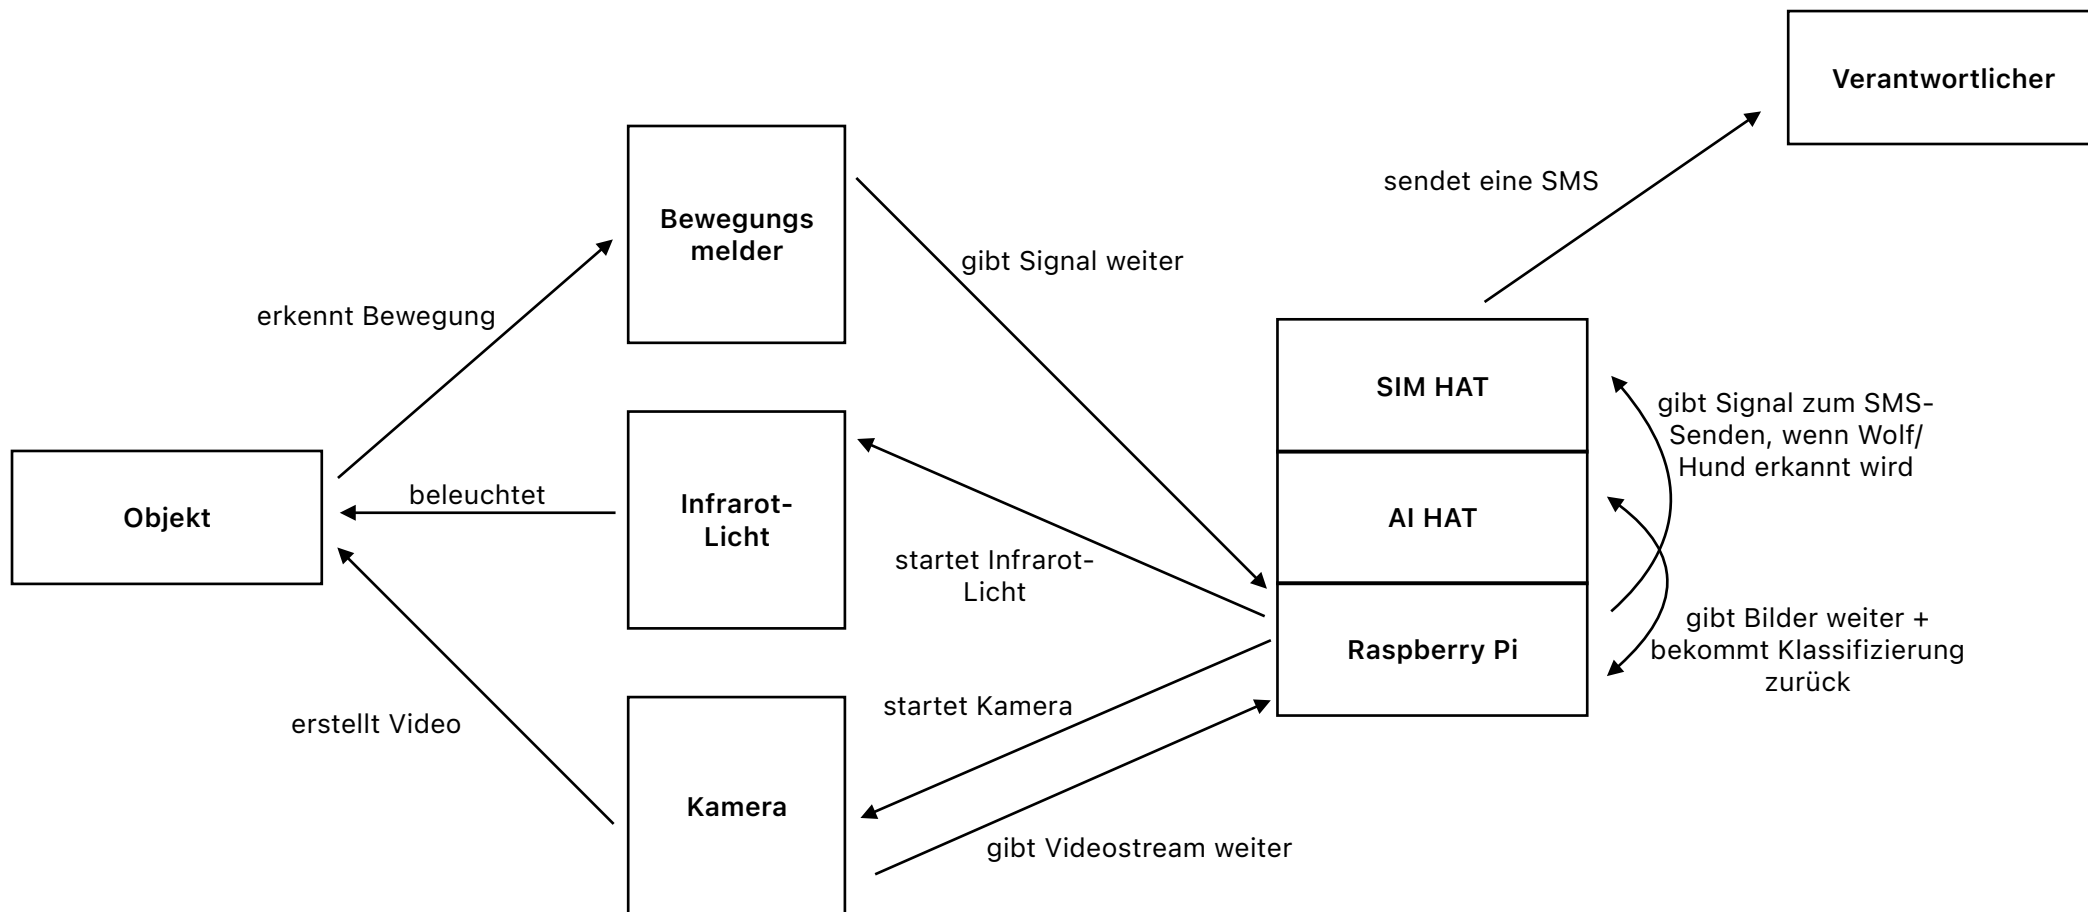 Verantwortlicher
sendet eine SMS
Bewegungs
melder
gibt Signal weiter
erkennt Bewegung
SIM HAT
gibt Signal zum SMS-
Senden, wenn Wolf/
Hund erkannt wird
beleuchtet
Objekt
Infrarot-
Licht
AI HAT
startet Infrarot-
Licht
Raspberry Pi
gibt Bilder weiter +
bekommt Klassifizierung
zurück
startet Kamera
erstellt Video
Kamera
gibt Videostream weiter